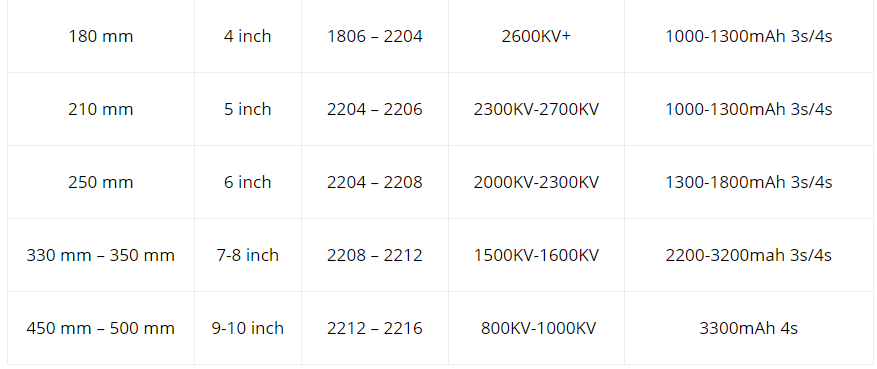 180 mm 4 inch 1806 – 2204 2600KV+ 1000-1300mAh 3s/4s
210 mm 5 inch 2204 – 2206 2300KV-2700KV 1000-1300mAh 3s/4s
250 mm 6 inch 2204 – 2208 2000KV-2300KV 1300-1800mAh 3s/4s
330 mm – 350 mm 7-8 inch 2208 – 2212 1500KV-1600KV 2200-3200mah 3s/4s
450 mm – 500 mm 9-10 inch 2212 – 2216 800KV-1000KV 3300mAh 4s